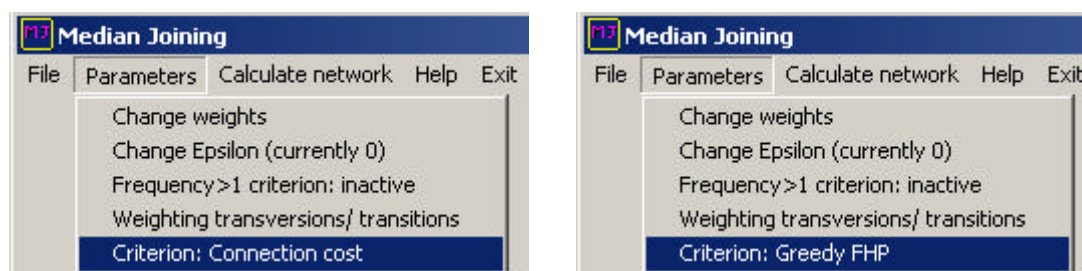 MJ Median Joining
File Parameters Calculate network Help Exit
Change weights
Change Epsilon (currently 0)
Frequency>1 criterion: inactive
Weighting transversions/ transitions
Criterion: Connection cost
MJ Median Joining
File Parameters Calculate network Help Exit
Change weights
Change Epsilon (currently 0)
Frequency>1 criterion: inactive
Weighting transversions/ transitions
Criterion: Greedy FHP